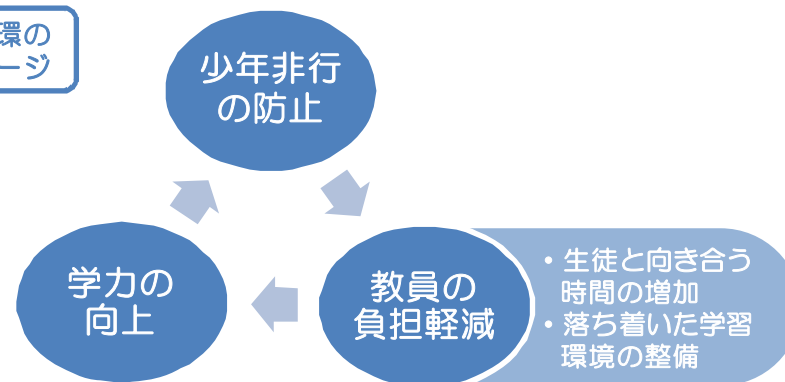 環の
ージ
少年非行
の防止
教員の
負担軽減
・生徒と向き合う
時間の増加
・落ち着いた学習
環境の整備
学力の
向上